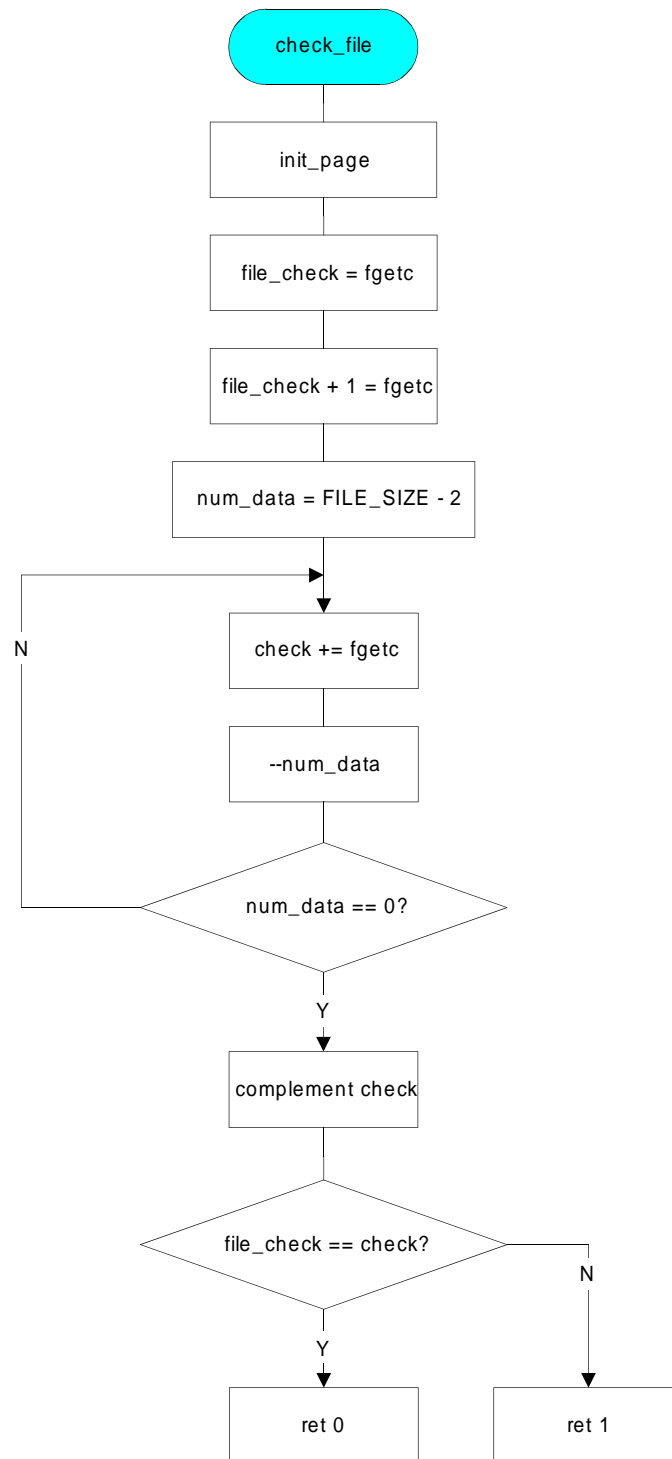 check_file
init_page
file_check = fgetc
file_check + 1 = fgetc
num_data = FILE_SIZE - 2
N
check += fgetc
--num_data
num_data == 0?
Y
complement check
file_check == check?
N
Y
ret 0
ret 1